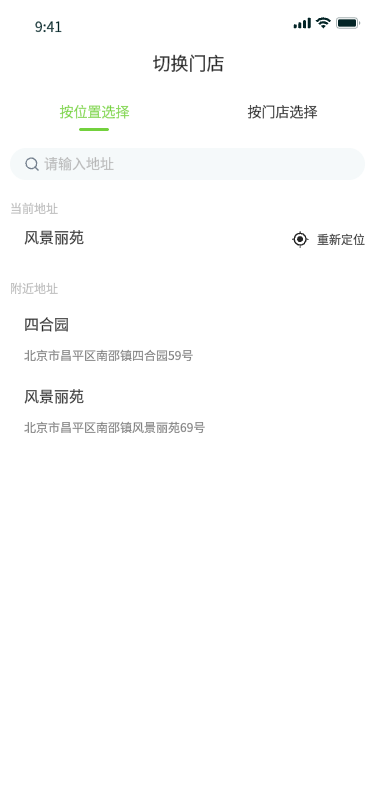 9:41
切换门店
按位置选择
按门店选择
请输入地址
当前地址
风景丽苑
重新定位
附近地址
四合园
北京市昌平区南邵镇四合园59号
风景丽苑
北京市昌平区南邵镇风景丽苑69号